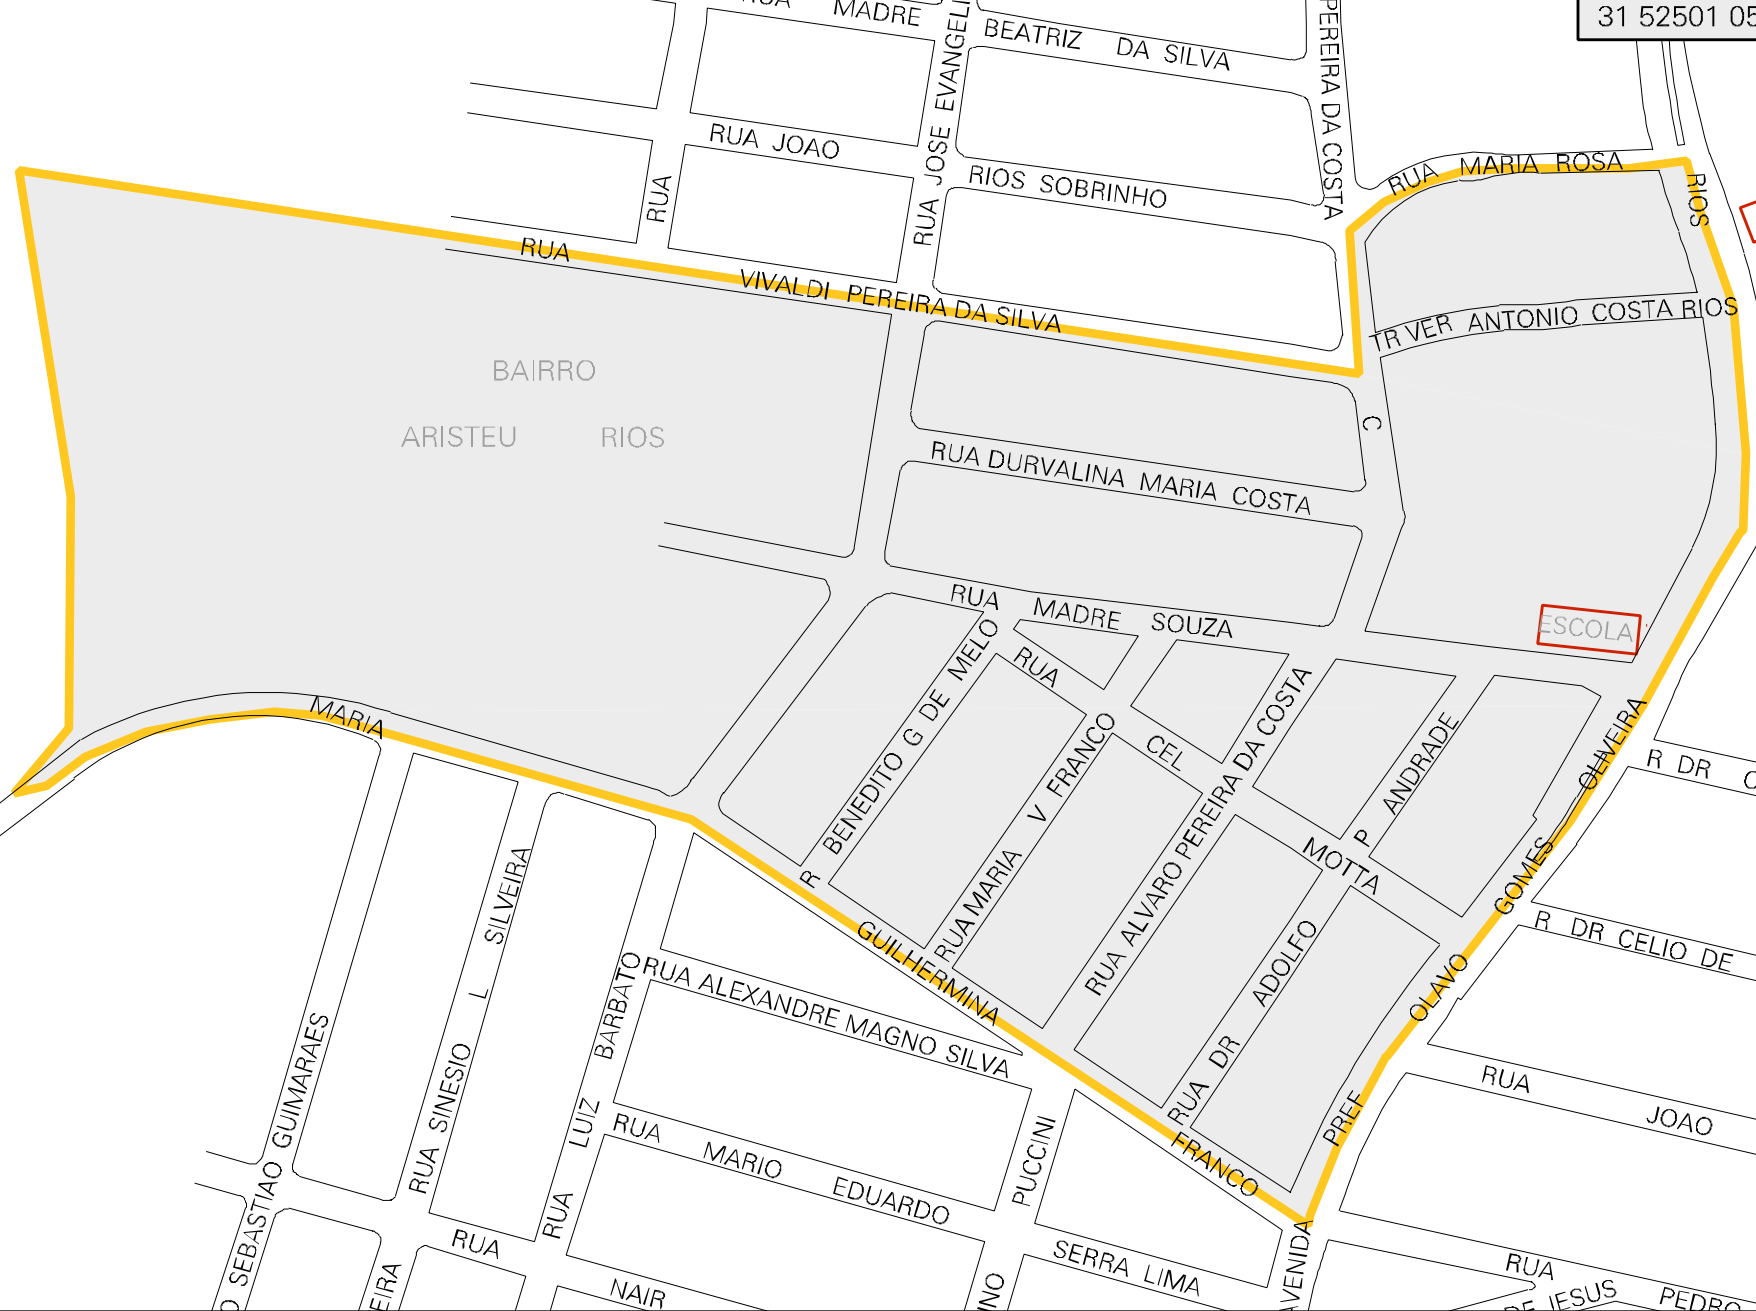 MADRE
BEATRIZ DA SILVA
31 52501 05
PEREIRA DA COSTA
RUA JOSE EVANGELI
RUA JOAO
RIOS SOBRINHO
RUA
RUA MARIA ROSA
RIOS
RUA
VIVALDI PEREIRA DA SILVA
TR VER ANTONIO COSTA RIOS
BAIRRO
ARISTEU RIOS
C
RUA DURVALINA MARIA COSTA
RUA MADRE SOUZA
ESCOLA
RUA CEL MOTTA
R BENEDITO G DE MELO
RUA MARIA V FRANCO
RUA ALVARO PEREIRA DA COSTA
RUA DR ADOLFO P ANDRADE
MARIA GUILHERMINA FRANCO
AVENIDA PREF OLAVO GOMES OLIVEIRA
R DR C
R DR CELIO DE
RUA JOAO
RUA PEDRO
DE JESUS
O SEBASTIAO GUIMARAES
RUA SINESIO L SILVEIRA
RUA LUIZ BARBATO
RUA ALEXANDRE MAGNO SILVA
RUA MARIO EDUARDO
PUCCINI
SERRA LIMA
RUA
NAIR
EIRA
INO